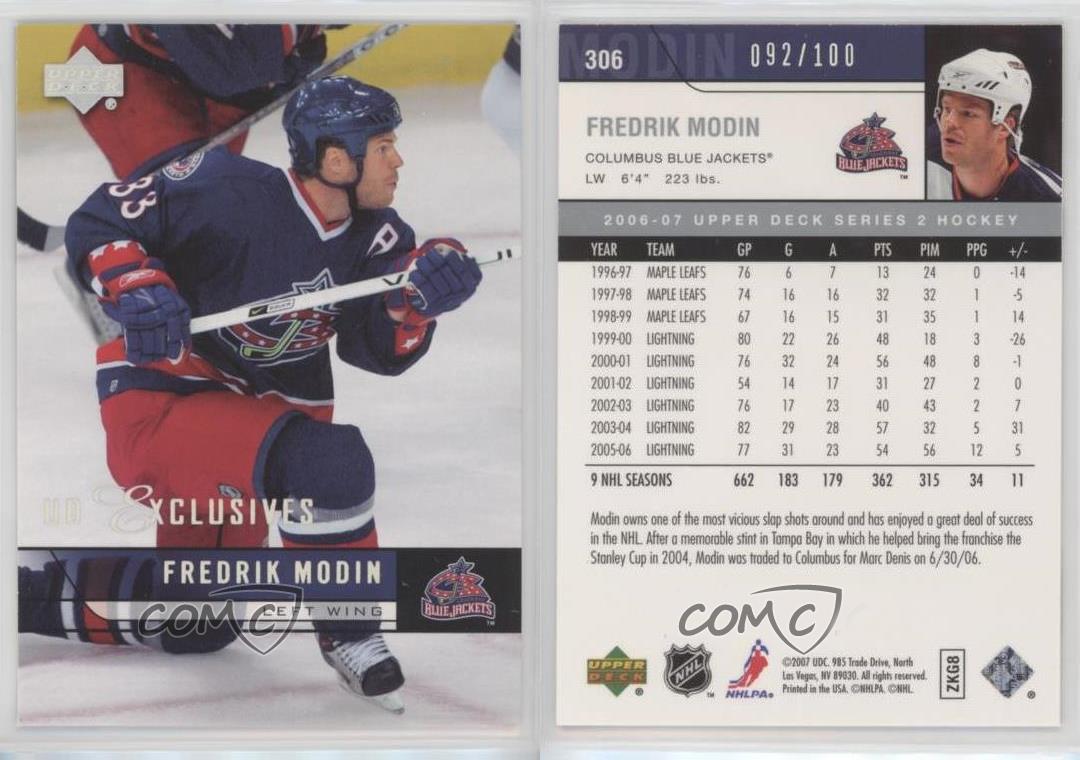 UPPER
DECK
®
33
A
UD EXCLUSIVES
FREDRIK MODIN
LEFT WING
BLUE JACKETS
™
COMC
MODIN
306
092/100
FREDRIK MODIN
COLUMBUS BLUE JACKETS®
LW 6'4" 223 lbs.
BLUE JACKETS
™
2006-07 UPPER DECK SERIES 2 HOCKEY
YEAR TEAM GP G A PTS PIM PPG +/-
1996-97 MAPLE LEAFS 76 6 7 13 24 0 -14
1997-98 MAPLE LEAFS 74 16 16 32 32 1 -5
1998-99 MAPLE LEAFS 67 16 15 31 35 1 14
1999-00 LIGHTNING 80 22 26 48 18 3 -26
2000-01 LIGHTNING 76 32 24 56 48 8 -1
2001-02 LIGHTNING 54 14 17 31 27 2 0
2002-03 LIGHTNING 76 17 23 40 43 2 7
2003-04 LIGHTNING 82 29 28 57 32 5 31
2005-06 LIGHTNING 77 31 23 54 56 12 5
9 NHL SEASONS 662 183 179 362 315 34 11
Modin owns one of the most vicious slap shots around and has enjoyed a great deal of success
in the NHL. After a memorable stint in Tampa Bay in which he helped bring the franchise the
Stanley Cup in 2004, Modin was traded to Columbus for Marc Denis on 6/30/06.
COMC
UPPER
DECK
®
NHL
™
NHLPA®
©2007 UDC. 985 Trade Drive, North
Las Vegas, NV 89030. All rights reserved.
Printed in the USA. ©NHLPA. ©NHL.
ZKG8
®